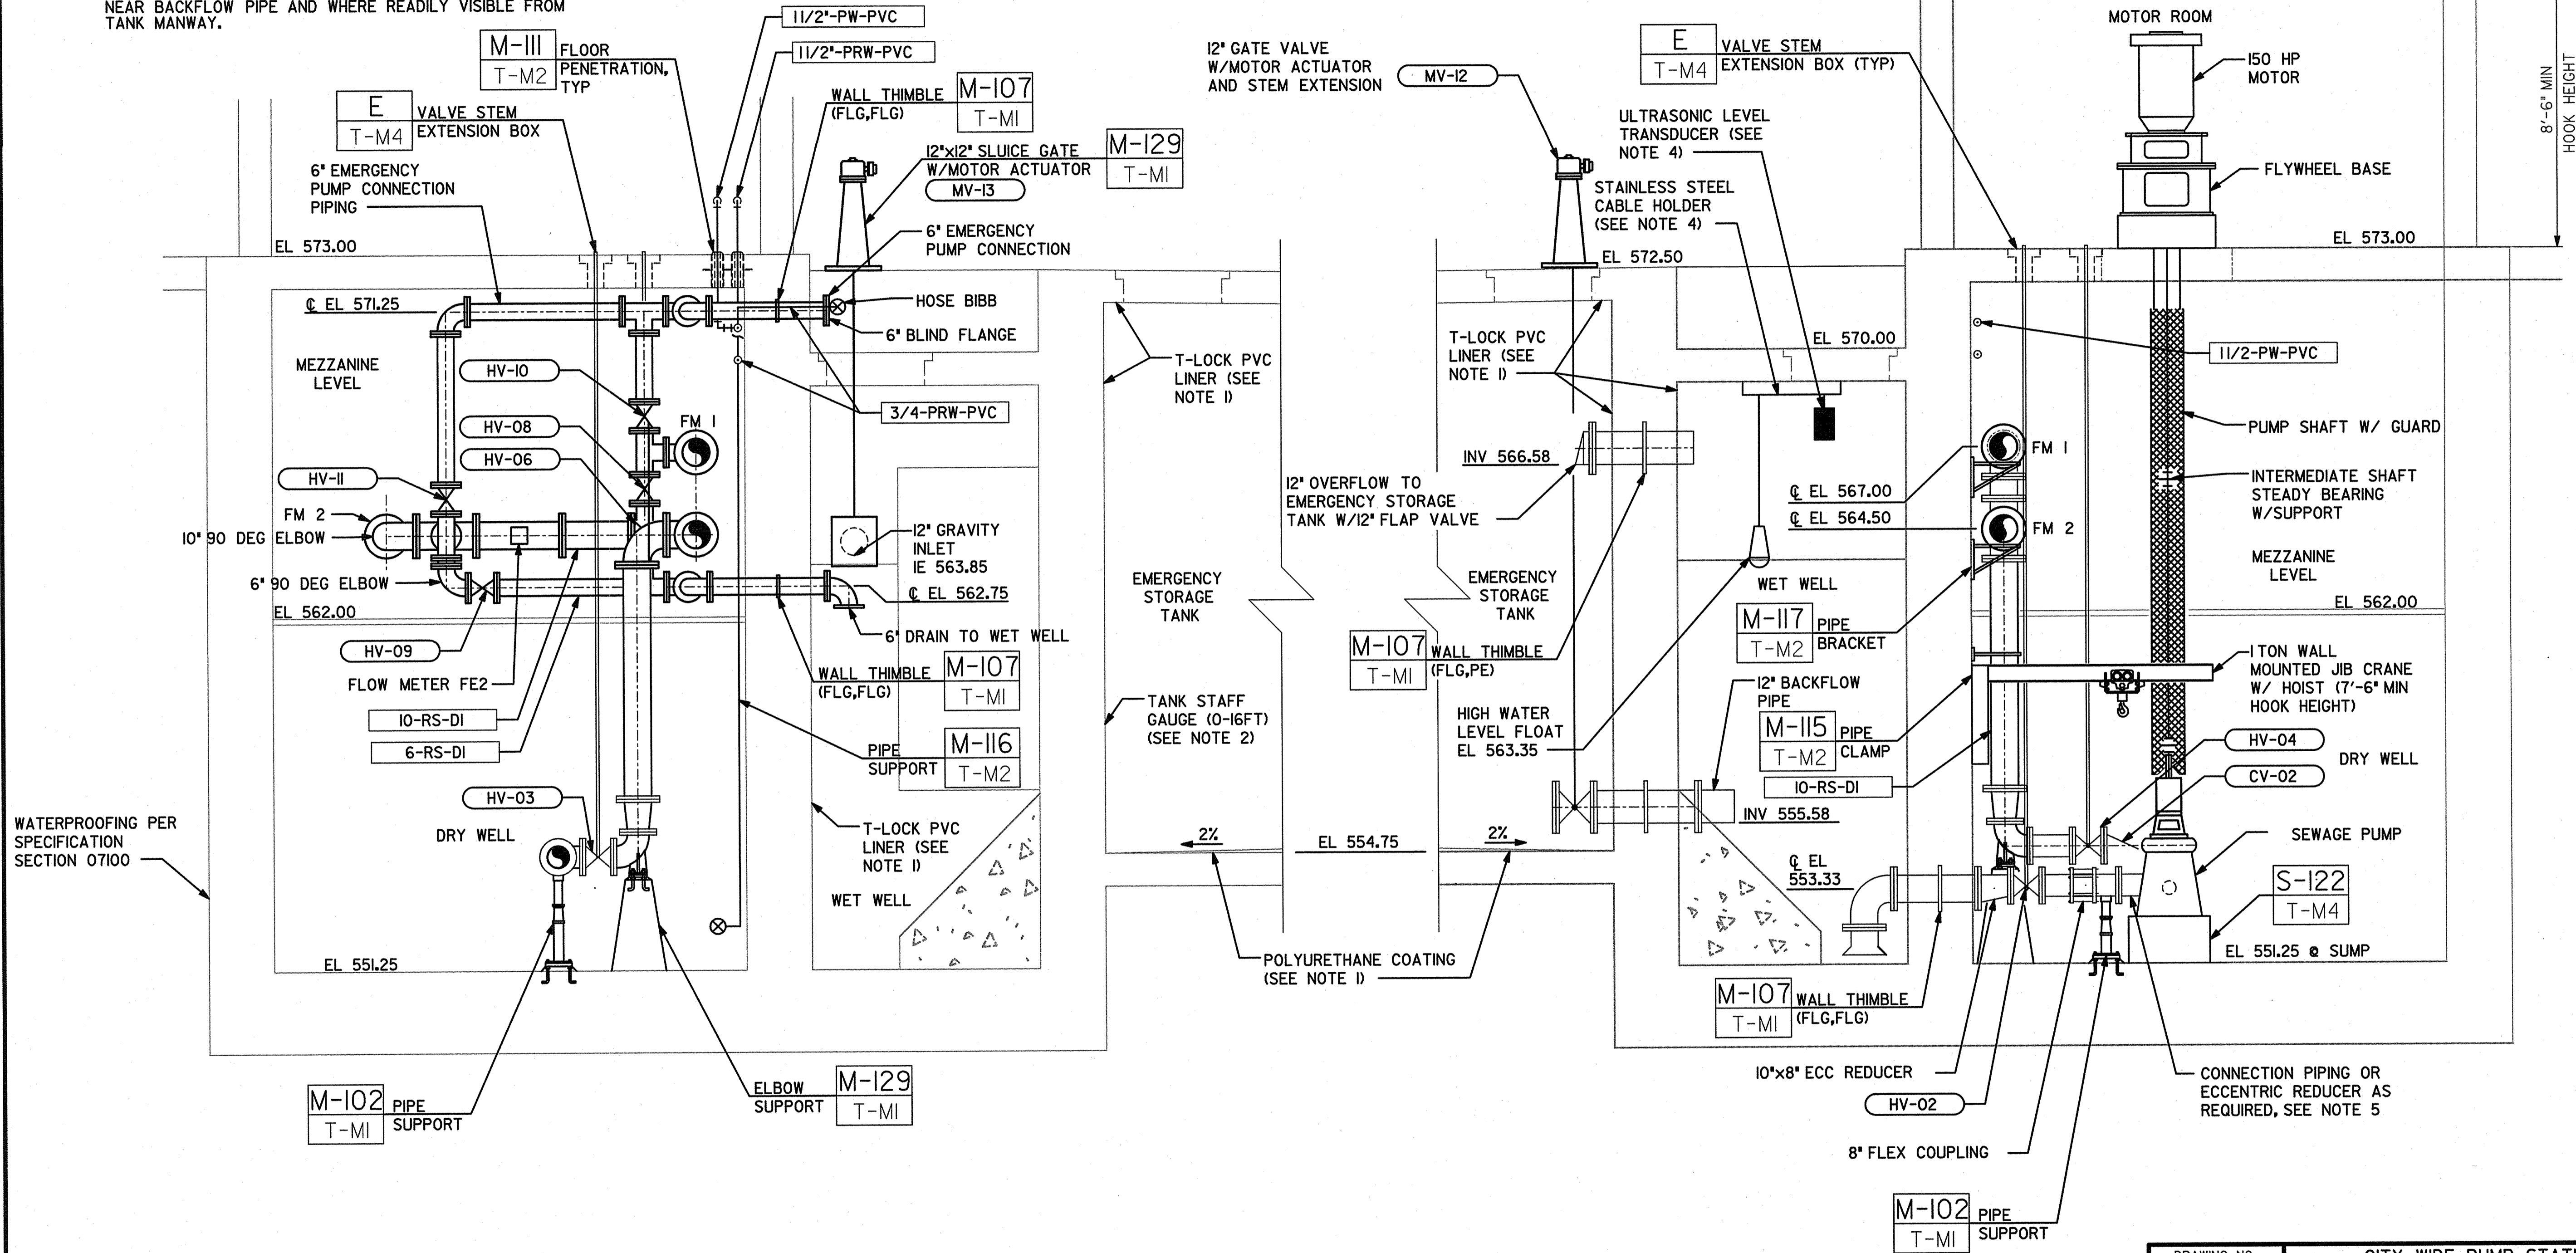 NEAR BACKFLOW PIPE AND WHERE READILY VISIBLE FROM
TANK MANWAY.
M-111
T-M2
FLOOR
PENETRATION,
TYP
11/2"-PW-PVC
11/2"-PRW-PVC
E
T-M4
VALVE STEM
EXTENSION BOX
WALL THIMBLE
(FLG,FLG)
M-107
T-M1
12"x12" SLUICE GATE
W/MOTOR ACTUATOR
M-129
T-M1
MV-13
6" EMERGENCY
PUMP CONNECTION
PIPING
6" EMERGENCY
PUMP CONNECTION
EL 573.00
℄ EL 571.25
HOSE BIBB
6" BLIND FLANGE
MEZZANINE
LEVEL
HV-10
HV-08
HV-06
FM 1
3/4-PRW-PVC
HV-11
FM 2
10" 90 DEG ELBOW
12" GRAVITY
INLET
IE 563.85
6" 90 DEG ELBOW
EL 562.00
℄ EL 562.75
6" DRAIN TO WET WELL
HV-09
FLOW METER FE2
WALL THIMBLE
(FLG,FLG)
M-107
T-M1
10-RS-DI
6-RS-DI
PIPE
SUPPORT
M-116
T-M2
HV-03
DRY WELL
WATERPROOFING PER
SPECIFICATION
SECTION 07100
T-LOCK PVC
LINER (SEE
NOTE 1)
WET WELL
EL 551.25
M-102
T-M1
PIPE
SUPPORT
ELBOW
SUPPORT
M-129
T-M1
T-LOCK PVC
LINER (SEE
NOTE 1)
EMERGENCY
STORAGE
TANK
TANK STAFF
GAUGE (0-16FT)
(SEE NOTE 2)
2%
EL 554.75
2%
POLYURETHANE COATING
(SEE NOTE 1)
12" GATE VALVE
W/MOTOR ACTUATOR
AND STEM EXTENSION
MV-12
ULTRASONIC LEVEL
TRANSDUCER (SEE
NOTE 4)
STAINLESS STEEL
CABLE HOLDER
(SEE NOTE 4)
EL 572.50
T-LOCK PVC
LINER (SEE
NOTE 1)
EL 570.00
INV 566.58
12" OVERFLOW TO
EMERGENCY STORAGE
TANK W/12" FLAP VALVE
EMERGENCY
STORAGE
TANK
WET WELL
M-107
T-M1
WALL THIMBLE
(FLG,PE)
HIGH WATER
LEVEL FLOAT
EL 563.35
12" BACKFLOW
PIPE
INV 555.58
E
T-M4
VALVE STEM
EXTENSION BOX (TYP)
MOTOR ROOM
150 HP
MOTOR
FLYWHEEL BASE
8'-6" MIN
HOOK HEIGHT
EL 573.00
11/2-PW-PVC
PUMP SHAFT W/ GUARD
FM 1
℄ EL 567.00
℄ EL 564.50
FM 2
INTERMEDIATE SHAFT
STEADY BEARING
W/SUPPORT
MEZZANINE
LEVEL
EL 562.00
M-117
T-M2
PIPE
BRACKET
1 TON WALL
MOUNTED JIB CRANE
W/ HOIST (7'-6" MIN
HOOK HEIGHT)
M-115
T-M2
PIPE
CLAMP
10-RS-DI
HV-04
CV-02
DRY WELL
SEWAGE PUMP
℄ EL
553.33
S-122
T-M4
EL 551.25 @ SUMP
M-107
T-M1
WALL THIMBLE
(FLG,FLG)
10"x8" ECC REDUCER
HV-02
8" FLEX COUPLING
CONNECTION PIPING OR
ECCENTRIC REDUCER AS
REQUIRED, SEE NOTE 5
M-102
T-M1
PIPE
SUPPORT